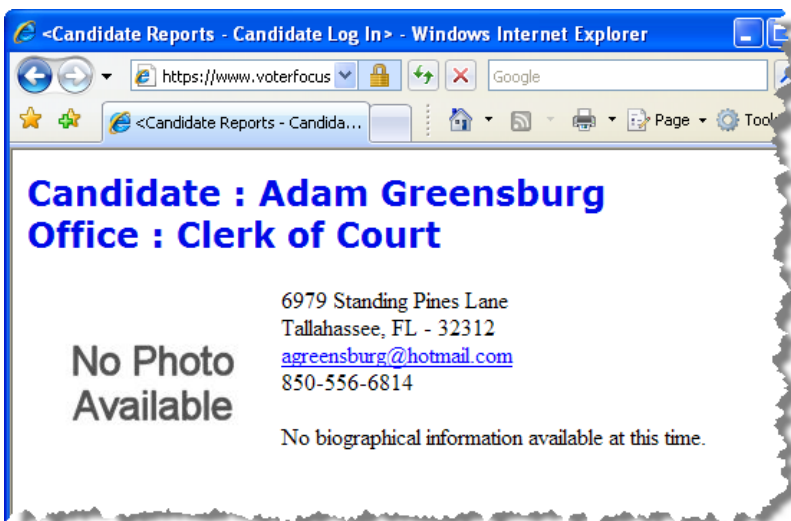 <Candidate Reports - Candidate Log In> - Windows Internet Explorer
https://www.voterfocus
Google
<Candidate Reports - Candida...
Page
Candidate : Adam Greensburg
Office : Clerk of Court
No Photo
Available
6979 Standing Pines Lane
Tallahassee, FL - 32312
agreensburg@hotmail.com
850-556-6814
No biographical information available at this time.